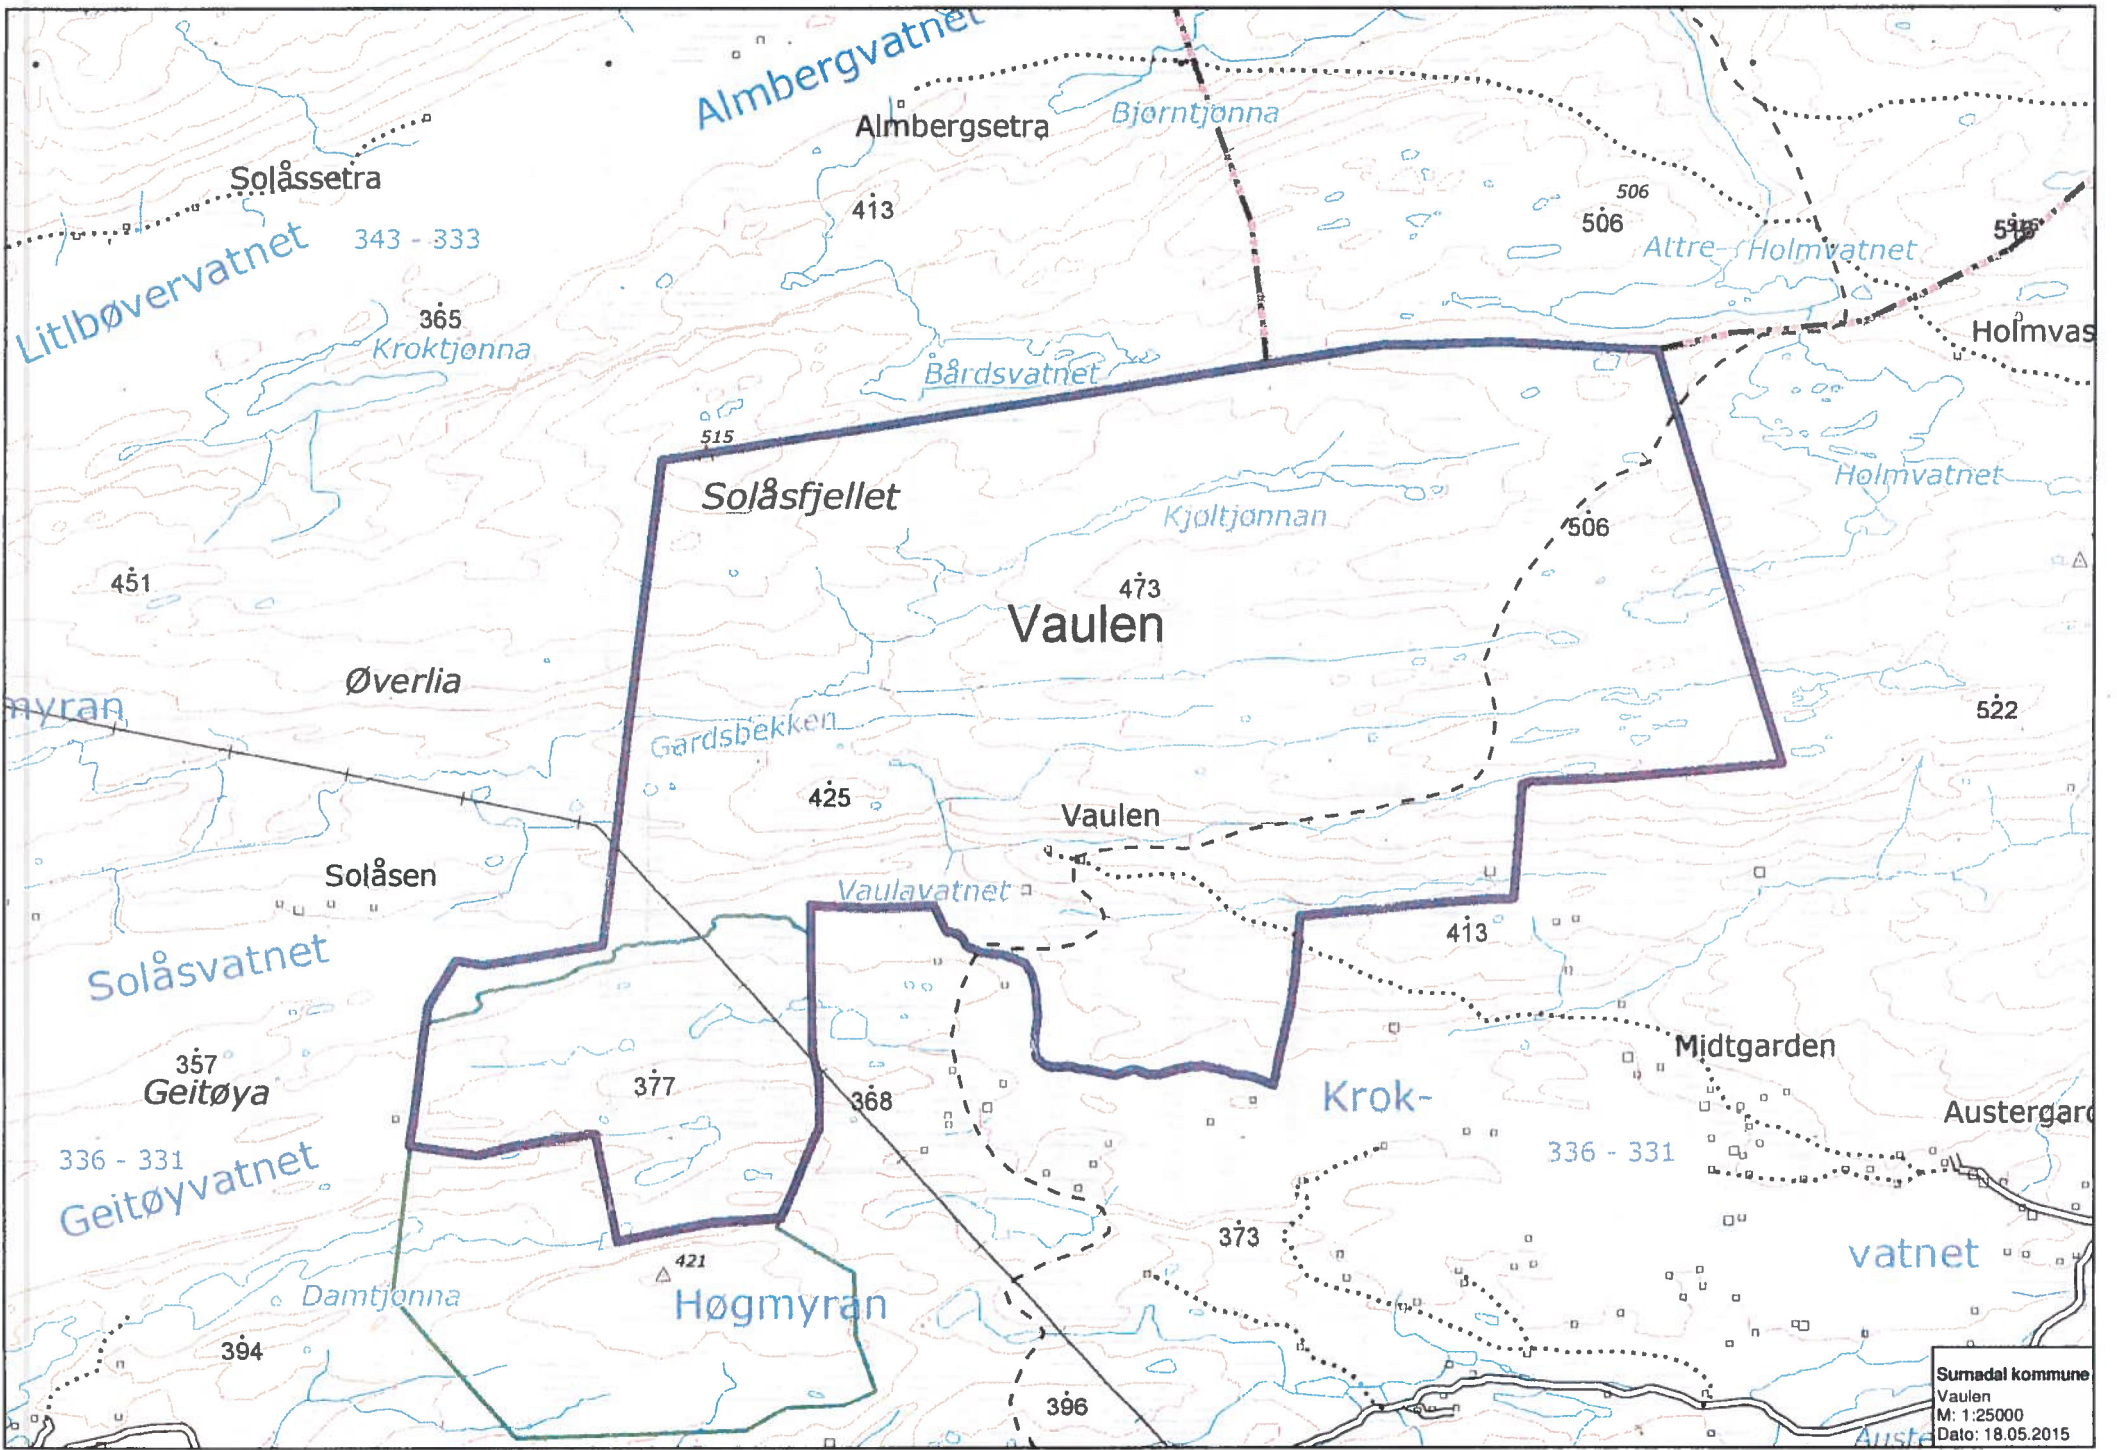 Almbergvatnet
Almbergsetra
Bjørntjønna
Solåssetra
413
506
506
343 - 333
Litlbøvervatnet
Altre Holmvatnet
365
Kroktjønna
Holmvas
Bårdsvatnet
515
Solåsfjellet
Holmvatnet
Kjøltjønnan
506
451
473
Vaulen
Øverlia
myran
522
Gardsbekken
425
Vaulen
Solåsen
Vaulavatnet
413
Solåsvatnet
Midtgarden
357
Geitøya
377
368
Krok-
Austergard
336 - 331
336 - 331
Geitøyvatnet
373
vatnet
421
Damtjønna
Høgmyran
394
396
Surnadal kommune
Vaulen
M: 1:25000
Dato: 18.05.2015
Auste